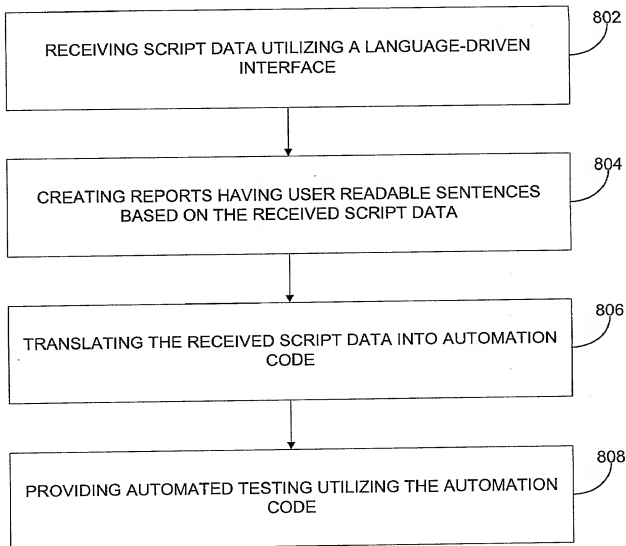 802
RECEIVING SCRIPT DATA UTILIZING A LANGUAGE-DRIVEN
INTERFACE
804
CREATING REPORTS HAVING USER READABLE SENTENCES
BASED ON THE RECEIVED SCRIPT DATA
806
TRANSLATING THE RECEIVED SCRIPT DATA INTO AUTOMATION
CODE
808
PROVIDING AUTOMATED TESTING UTILIZING THE AUTOMATION
CODE